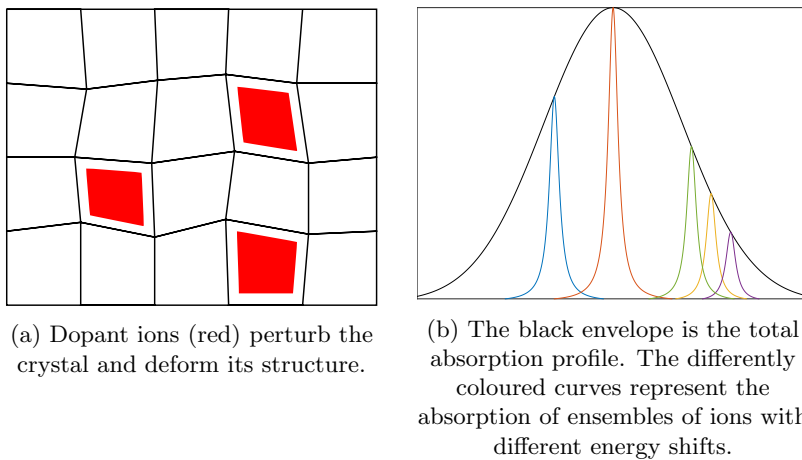 (a) Dopant ions (red) perturb the
crystal and deform its structure.
(b) The black envelope is the total
absorption profile. The differently
coloured curves represent the
absorption of ensembles of ions with
different energy shifts.